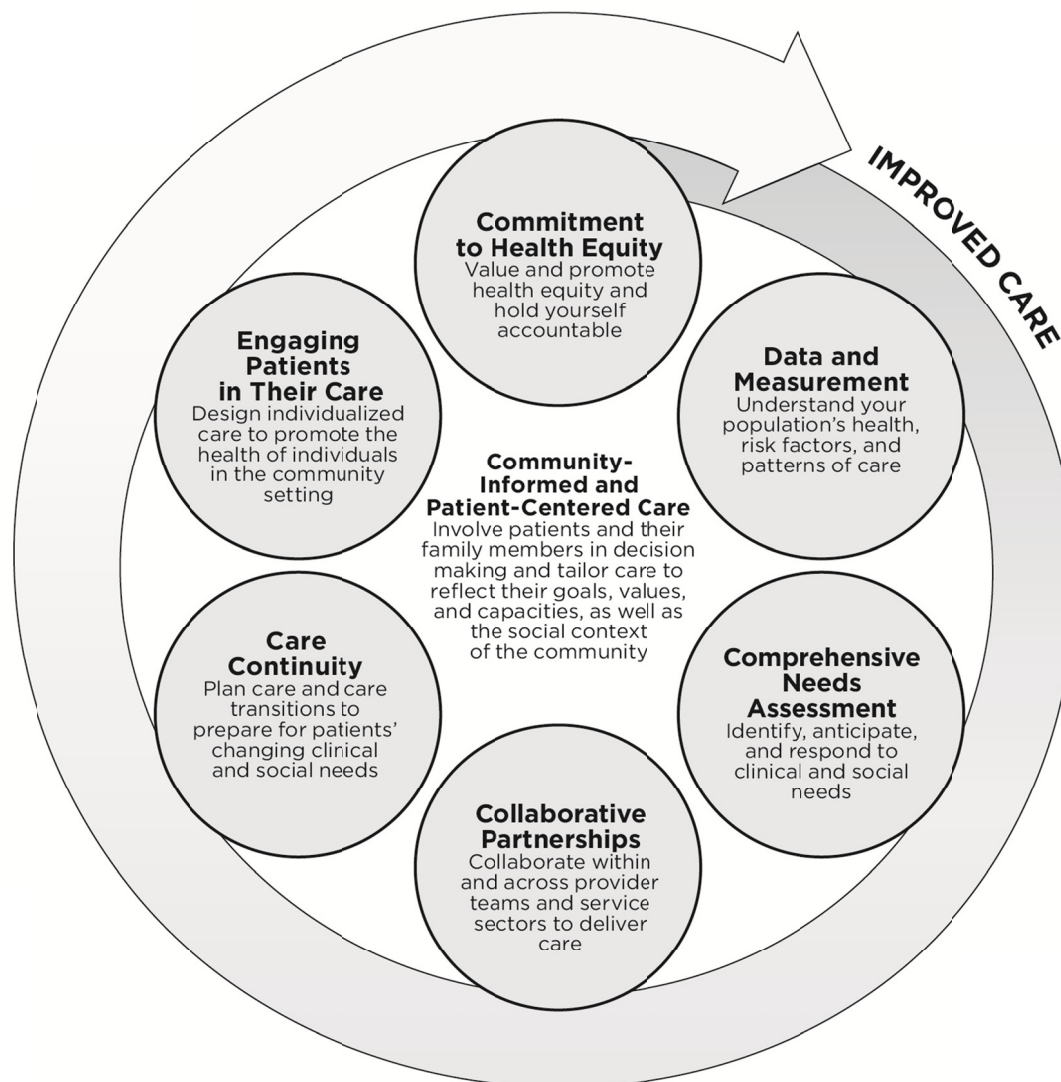 IMPROVED CARE
Commitment
to Health Equity
Value and promote
health equity and
hold yourself
accountable
Data and
Measurement
Understand your
population's health,
risk factors, and
patterns of care
Comprehensive
Needs
Assessment
Identify, anticipate,
and respond to
clinical and social
needs
Collaborative
Partnerships
Collaborate within
and across provider
teams and service
sectors to deliver
care
Care
Continuity
Plan care and care
transitions to
prepare for patients'
changing clinical
and social needs
Engaging
Patients
in Their Care
Design individualized
care to promote the
health of individuals
in the community
setting
Community-
Informed and
Patient-Centered Care
Involve patients and their
family members in decision
making and tailor care to
reflect their goals, values,
and capacities, as well as
the social context
of the community